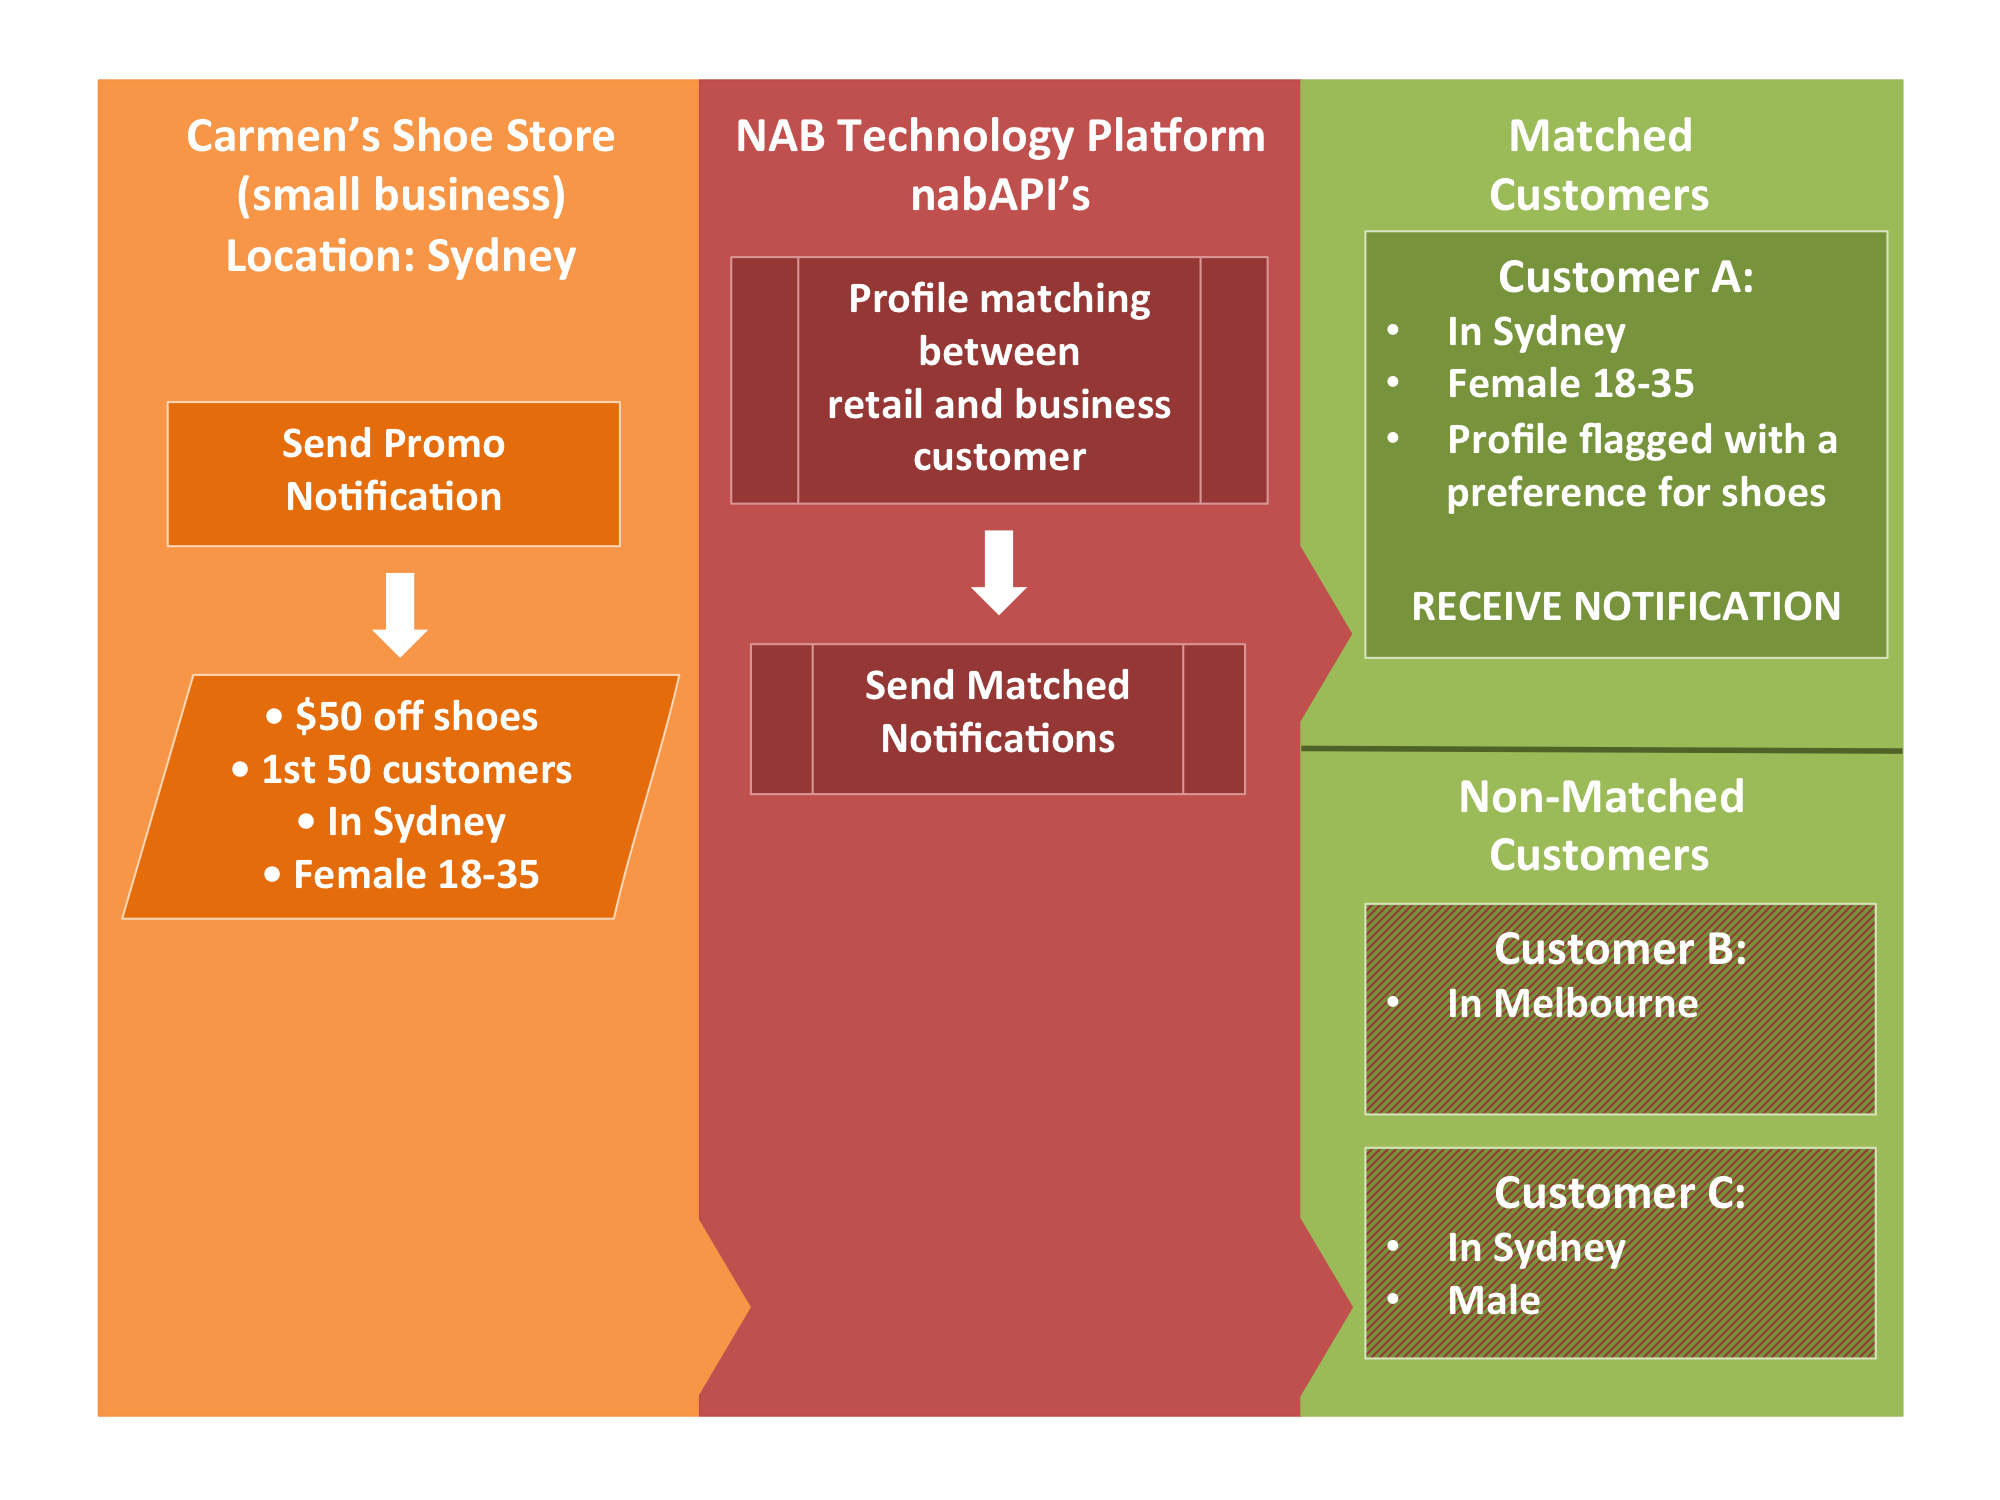 Carmen’s Shoe Store
(small business)
Location: Sydney
Send Promo
Notification
• $50 off shoes
• 1st 50 customers
• In Sydney
• Female 18-35
NAB Technology Platform
nabAPI’s
Profile matching
between
retail and business
customer
Send Matched
Notifications
Matched
Customers
Customer A:
• In Sydney
• Female 18-35
• Profile flagged with a
preference for shoes
RECEIVE NOTIFICATION
Non-Matched
Customers
Customer B:
• In Melbourne
Customer C:
• In Sydney
• Male